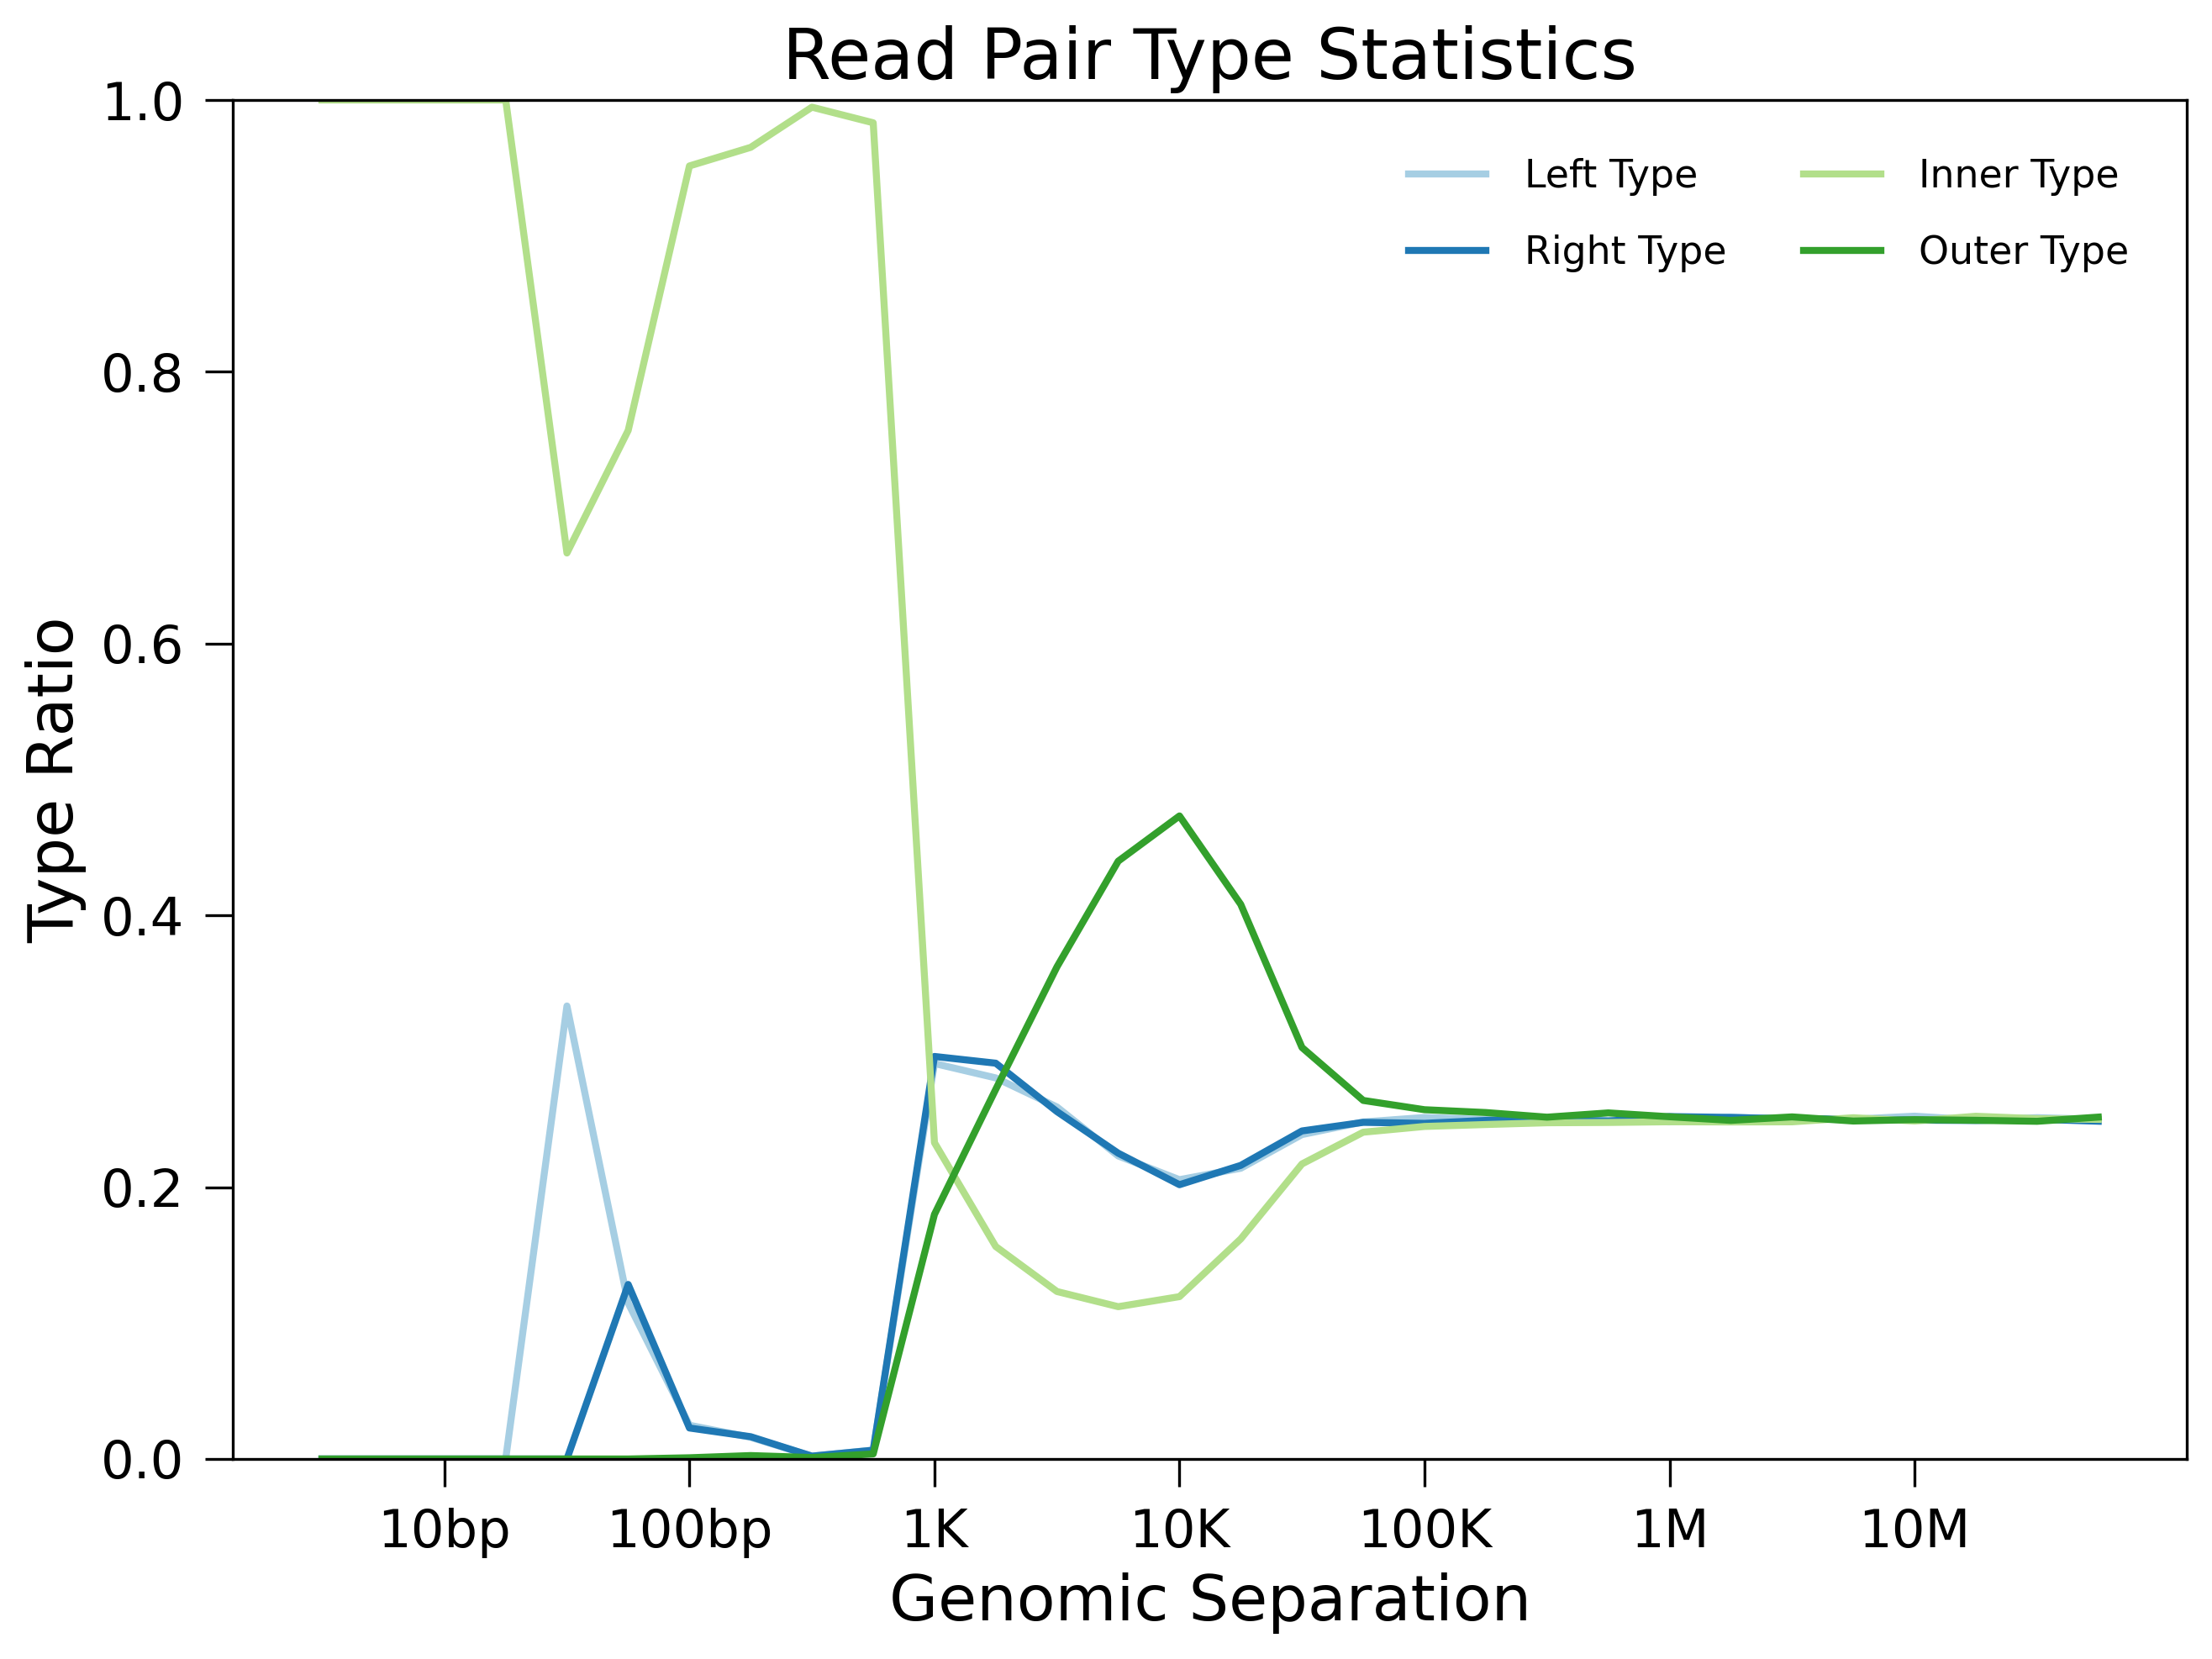 Read Pair Type Statistics
Left Type
Right Type
Inner Type
Outer Type
Type Ratio
1.0
0.8
0.6
0.4
0.2
0.0
10bp 100bp 1K 10K 100K 1M 10M
Genomic Separation